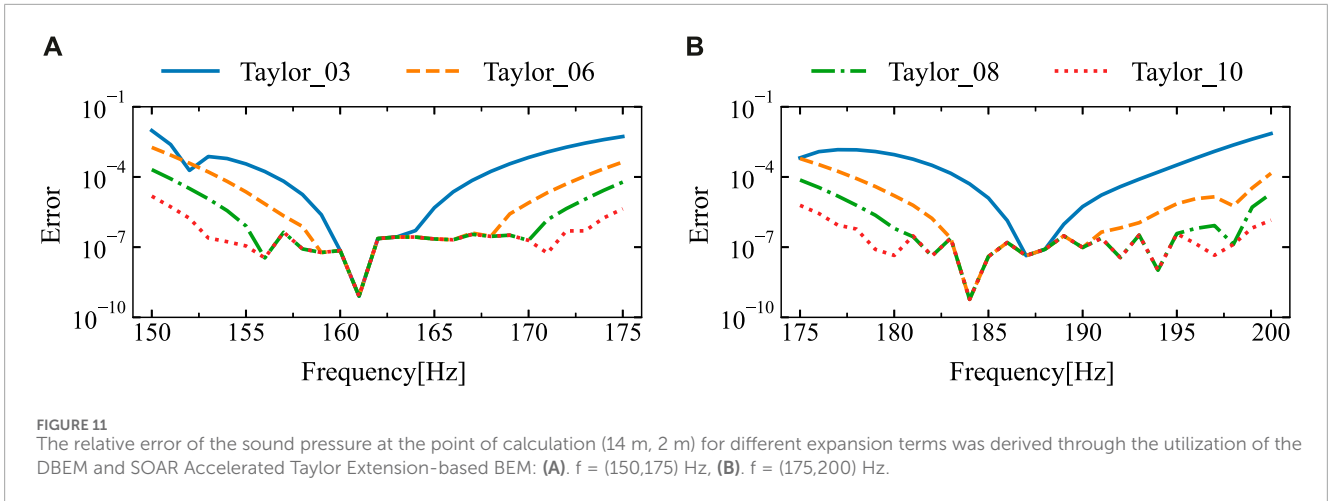 A
B
Taylor_03
Taylor_06
Taylor_08
Taylor_10
Error
10⁻¹
10⁻⁴
10⁻⁷
10⁻¹⁰
150 155 160 165 170 175
Frequency[Hz]
Error
10⁻¹
10⁻⁴
10⁻⁷
10⁻¹⁰
175 180 185 190 195 200
Frequency[Hz]
FIGURE 11
The relative error of the sound pressure at the point of calculation (14 m, 2 m) for different expansion terms was derived through the utilization of the
DBEM and SOAR Accelerated Taylor Extension-based BEM: (A). f = (150,175) Hz, (B). f = (175,200) Hz.